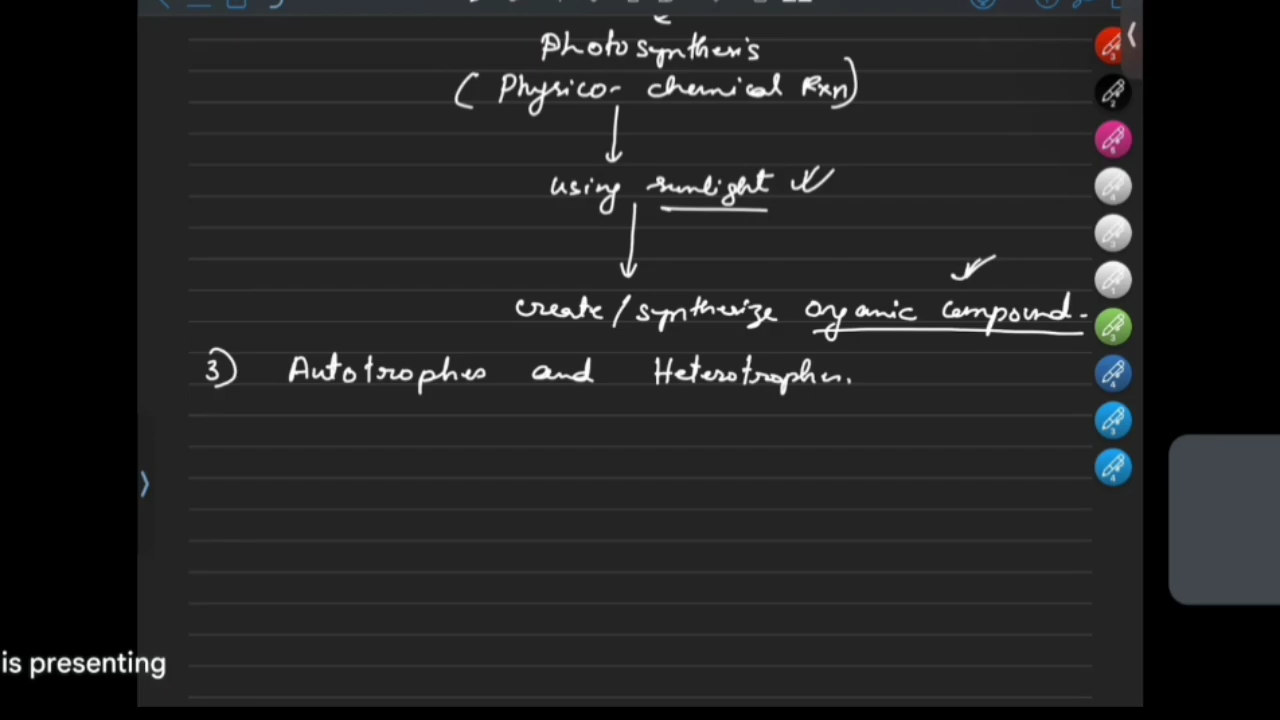 Photosynthesis
(Physico- chemical Rxn)
using sunlight
create/synthesize organic compound.
3) Autotrophes and Heterotrophes.
is presenting